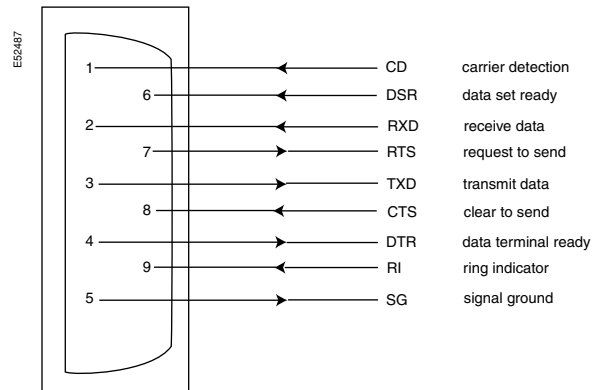 E52487
1 CD carrier detection
6 DSR data set ready
2 RXD receive data
7 RTS request to send
3 TXD transmit data
8 CTS clear to send
4 DTR data terminal ready
9 RI ring indicator
5 SG signal ground